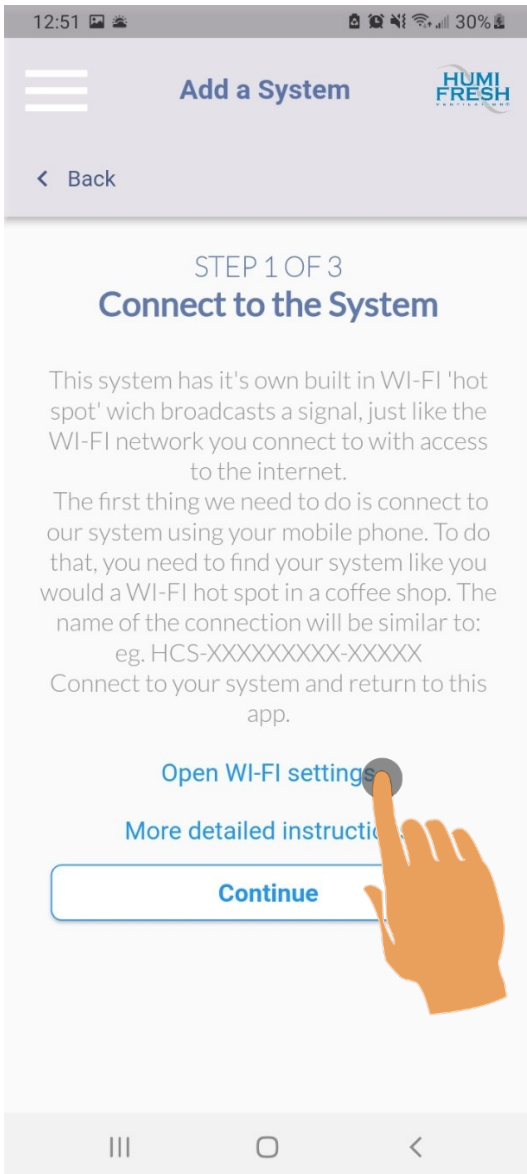 12:51 30%
Add a System
HUMI
FRESH
VENTILATING
< Back
STEP 1 OF 3
Connect to the System
This system has it's own built in WI-FI 'hot
spot' wich broadcasts a signal, just like the
WI-FI network you connect to with access
to the internet.
The first thing we need to do is connect to
our system using your mobile phone. To do
that, you need to find your system like you
would a WI-FI hot spot in a coffee shop. The
name of the connection will be similar to:
eg. HCS-XXXXXXXXX-XXXXX
Connect to your system and return to this
app.
Open WI-FI settings
More detailed instructions
Continue